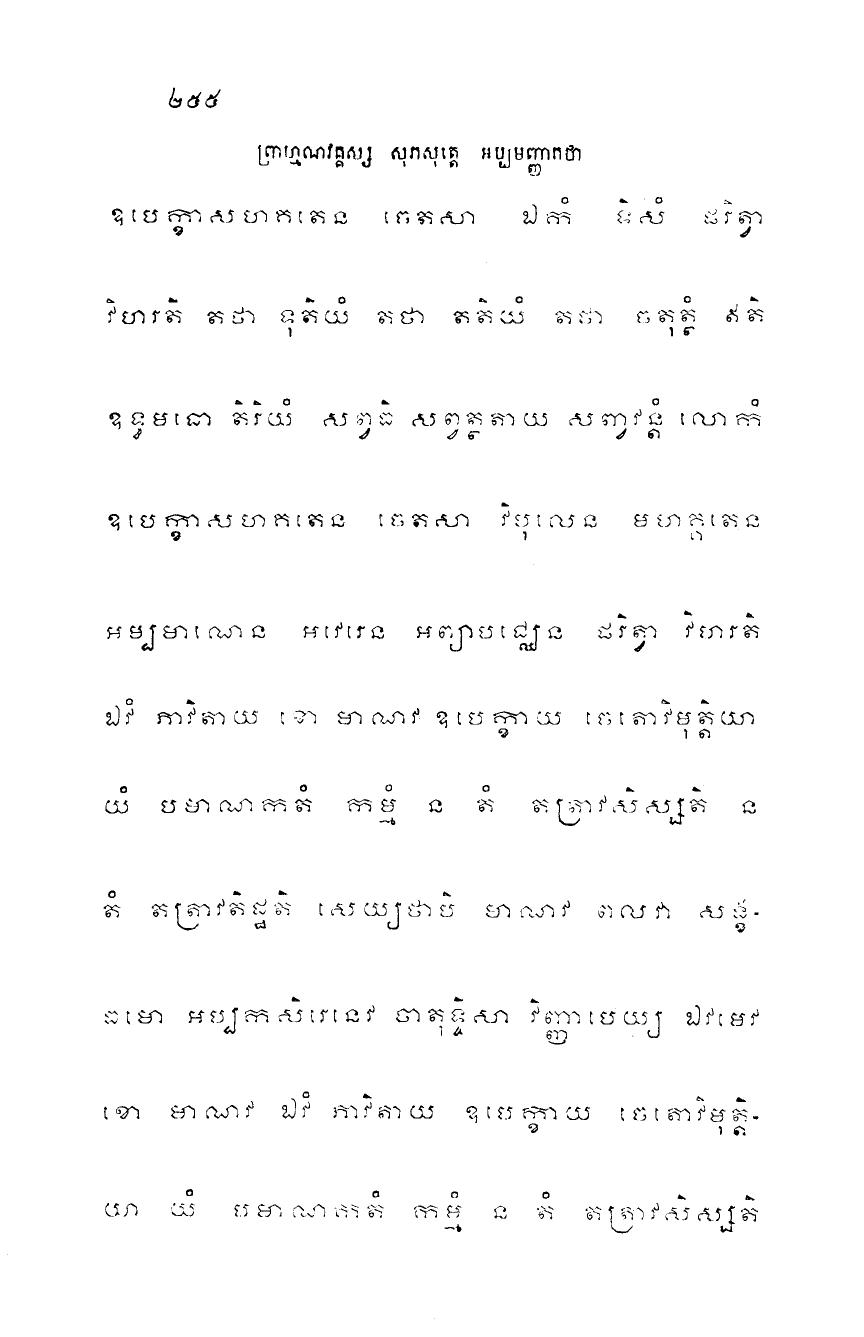 ២៥៥
ព្រាហ្មណវគ្គស្ស សុភសុត្តេ អប្បមញ្ញាកថា
ឧបេក្ខាសហគតេន ចេតសា ឯកំ ទិសំ ផរិត្វា
វិហរតិ តថា ទុតិយំ តថា តតិយំ តថា ចតុត្ថំ ឥតិ
ឧទ្ធមធោ តិរិយំ សព្វធិ សព្វត្ថតាយ សព្វាវន្តំ លោកំ
ឧបេក្ខាសហគតេន ចេតសា វិបុលេន មហគ្គតេន
អប្បមាណេន អវេរេន អព្យាបជ្ឈេន ផរិត្វា វិហរតិ
ឯវំ ភាវិតាយ ខោ មាណវ ឧបេក្ខាយ ចេតោវិមុត្តិយា
យំ បមាណកតំ កម្មំ ន តំ តត្រាវសិស្សតិ ន
តំ តត្រាវតិដ្ឋតិ សេយ្យថាបិ មាណវ ពលវា សង្ខ-
ធមោ អប្បកសិរេនេវ ចាតុទ្ទិសា វិញ្ញាបេយ្យ ឯវមេវ
ខោ មាណវ ឯវំ ភាវិតាយ ឧបេក្ខាយ ចេតោវិមុត្តិ-
យា យំ បមាណកតំ កម្មំ ន តំ តត្រាវសិស្សតិ